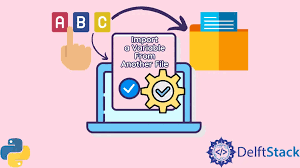 A B C
Import
a Variable
From
Another File
DelftStack